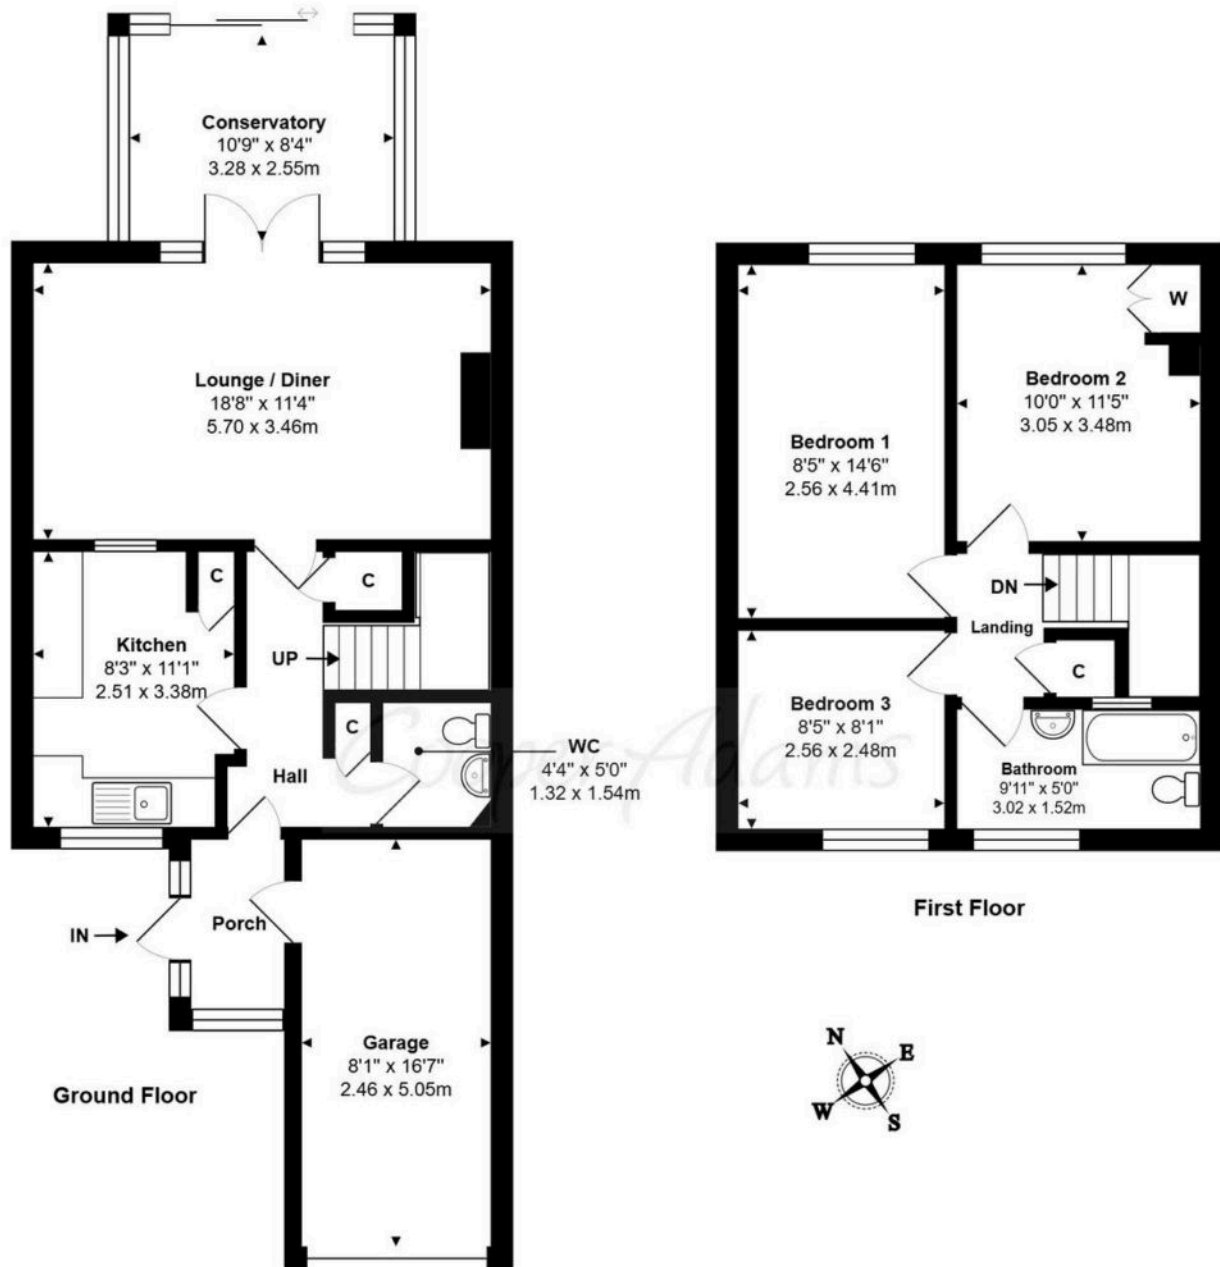 Conservatory
10'9" x 8'4"
3.28 x 2.55m
Lounge / Diner
18'8" x 11'4"
5.70 x 3.46m
C
C
Kitchen
8'3" x 11'1"
2.51 x 3.38m
UP
C
WC
4'4" x 5'0"
1.32 x 1.54m
Hall
IN
Porch
Garage
8'1" x 16'7"
2.46 x 5.05m
Ground Floor
W
Bedroom 2
10'0" x 11'5"
3.05 x 3.48m
Bedroom 1
8'5" x 14'6"
2.56 x 4.41m
DN
Landing
C
Bedroom 3
8'5" x 8'1"
2.56 x 2.48m
Bathroom
9'11" x 5'0"
3.02 x 1.52m
First Floor
N
E
W
S
Cooper Adams